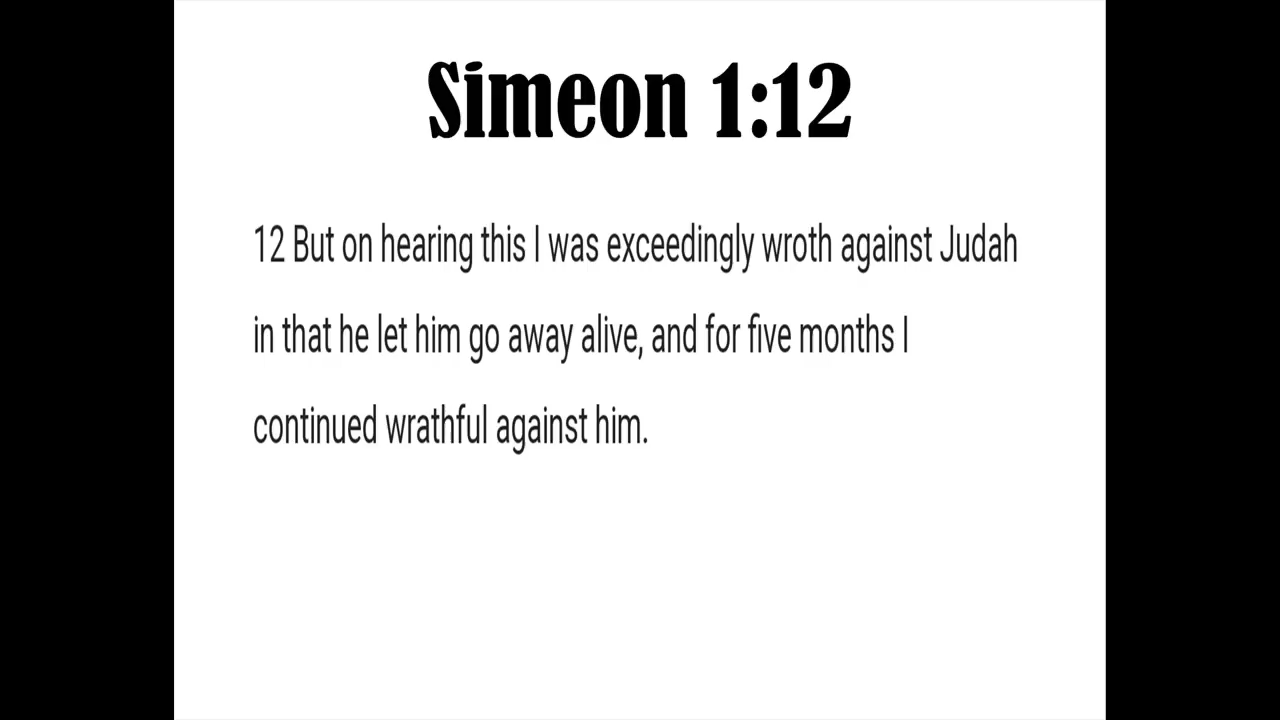 Simeon 1:12
12 But on hearing this I was exceedingly wroth against Judah
in that he let him go away alive, and for five months I
continued wrathful against him.